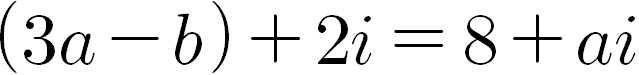 (3a − b) + 2i = 8 + ai